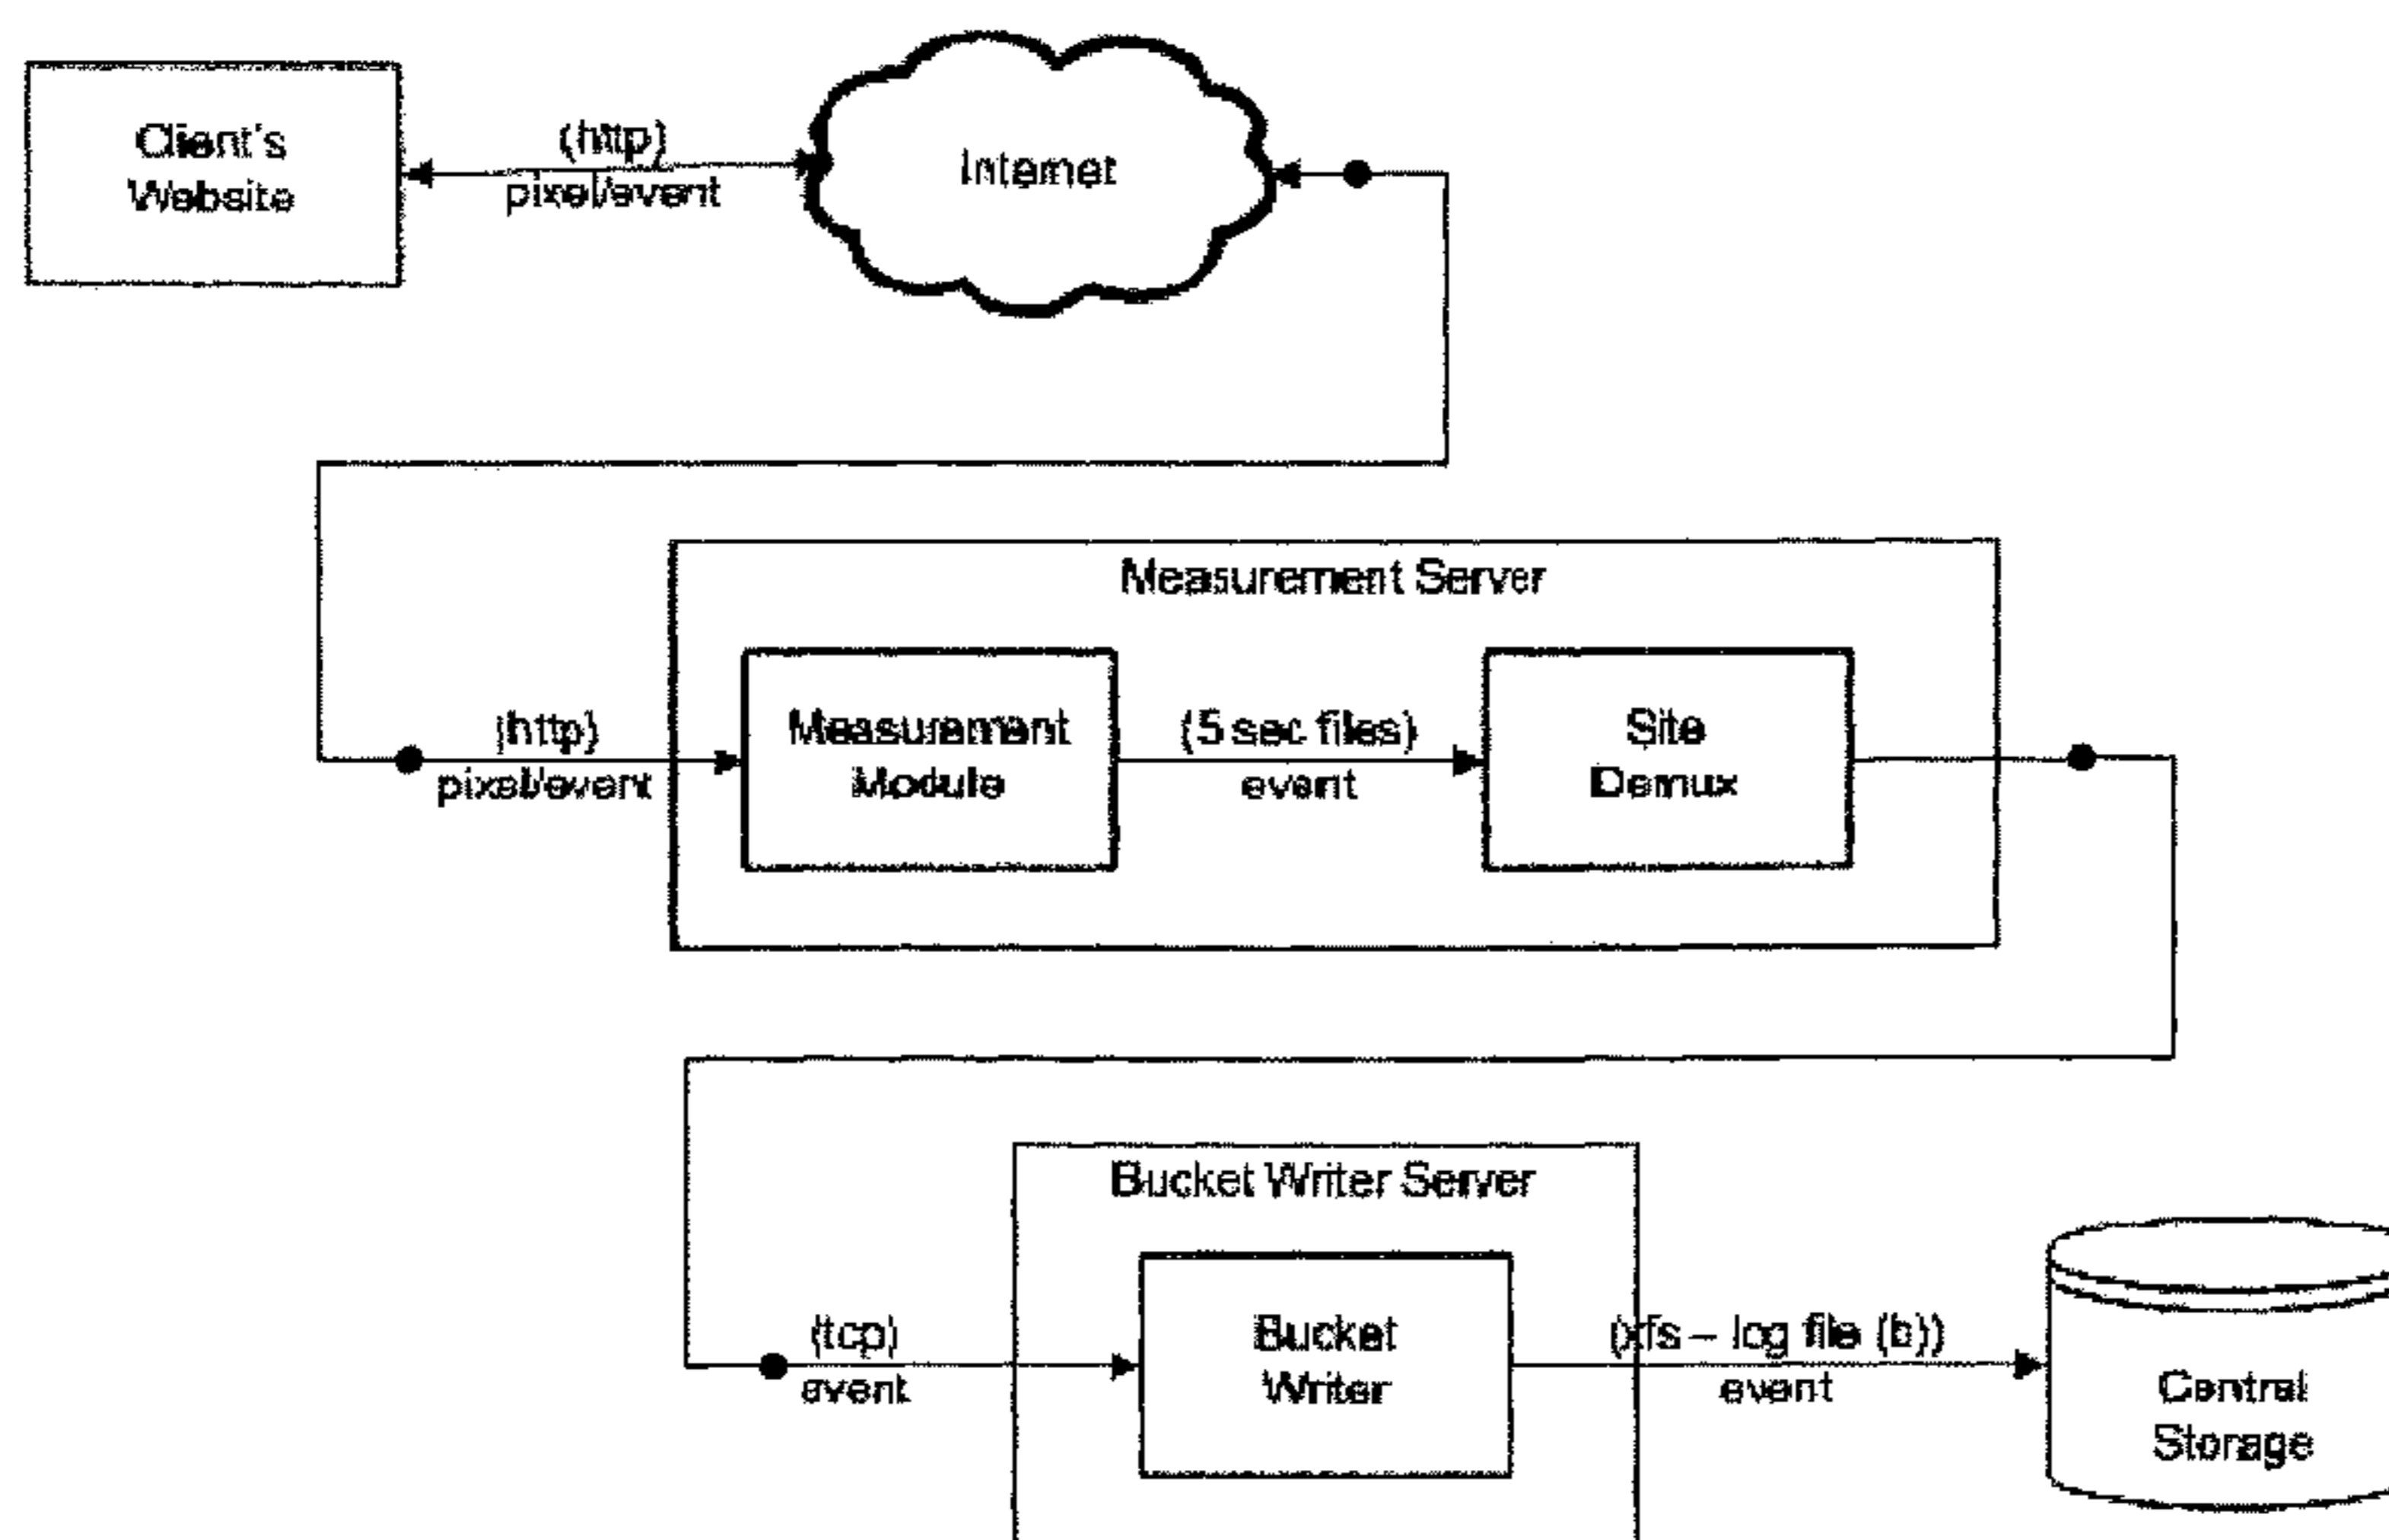 Client's
Website
(http)
pixel/event
Internet
Measurement Server
(http)
pixel/event
Measurement
Module
(5 sec files)
event
Site
Demux
Bucket Writer Server
(tcp)
event
Bucket
Writer
(xfs – log file (b))
event
Central
Storage